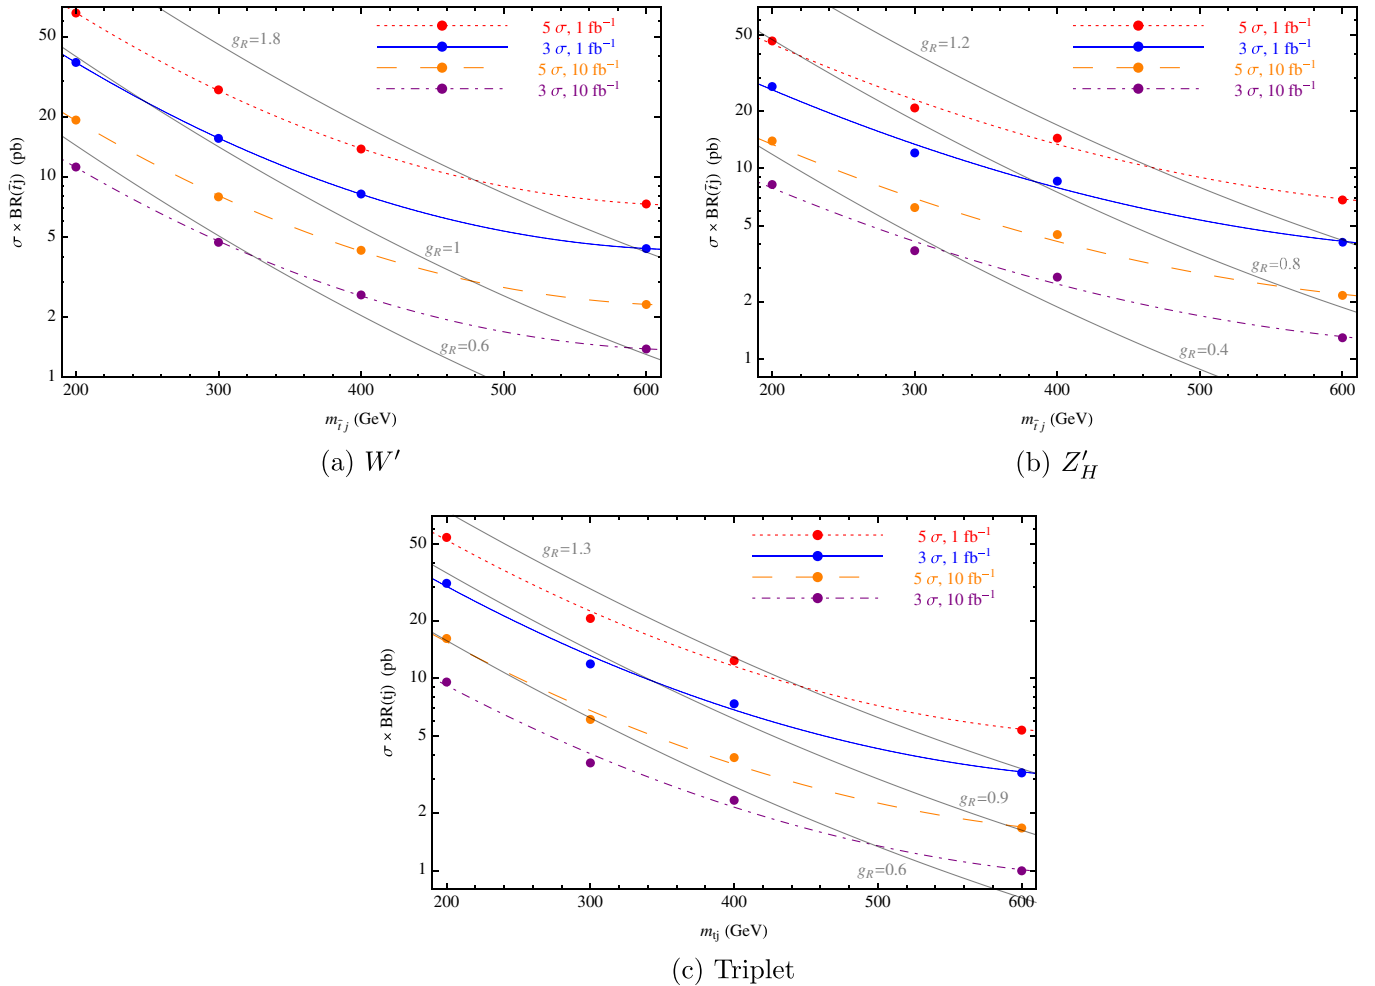 5 σ, 1 fb⁻¹
3 σ, 1 fb⁻¹
5 σ, 10 fb⁻¹
3 σ, 10 fb⁻¹
g_R=1.8
g_R=1
g_R=0.6
50
20
10
5
2
1
σ × BR(t̄j) (pb)
200 300 400 500 600
m_t̄j (GeV)
(a) W′
5 σ, 1 fb⁻¹
3 σ, 1 fb⁻¹
5 σ, 10 fb⁻¹
3 σ, 10 fb⁻¹
g_R=1.2
g_R=0.8
g_R=0.4
50
20
10
5
2
1
σ × BR(t̄j) (pb)
200 300 400 500 600
m_t̄j (GeV)
(b) Z′_H
5 σ, 1 fb⁻¹
3 σ, 1 fb⁻¹
5 σ, 10 fb⁻¹
3 σ, 10 fb⁻¹
g_R=1.3
g_R=0.9
g_R=0.6
50
20
10
5
2
1
σ × BR(tj) (pb)
200 300 400 500 600
m_tj (GeV)
(c) Triplet